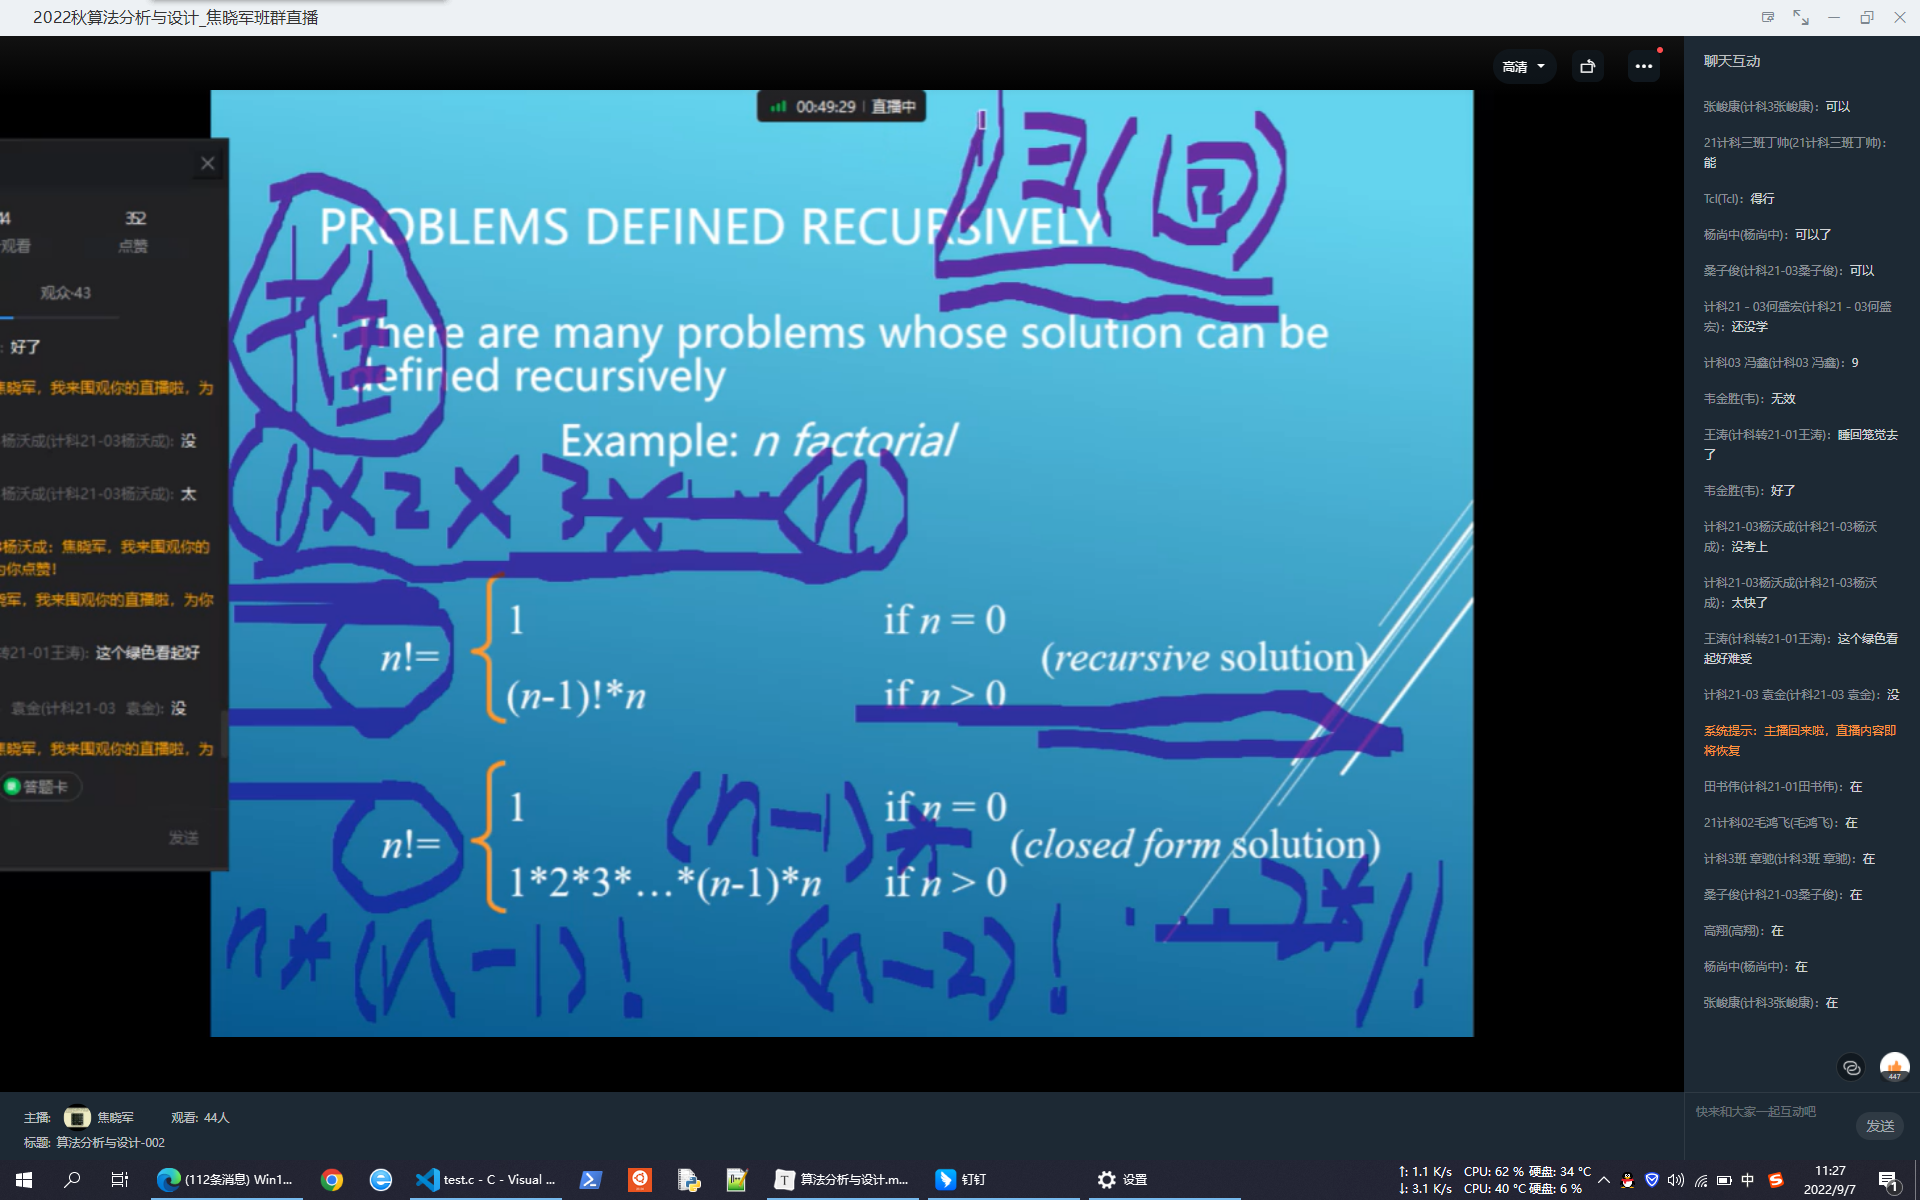 2022秋算法分析与设计_焦晓军班群直播
高清
聊天互动
00:49:29 | 直播中
归(回)
推
PROBLEMS DEFINED RECURSIVELY
There are many problems whose solution can be
defined recursively
Example: n factorial
1×2×3×……(n)
n!=
1
if n = 0
(n-1)!*n
if n > 0
(recursive solution)
n!=
1
if n = 0
1*2*3*…*(n-1)*n
if n > 0
(closed form solution)
(n-1)*
n*(n-1)!
(n-2)!
2*1!
44
352
观看
点赞
观众·43
: 好了
焦晓军，我来围观你的直播啦，为
杨沃成(计科21-03杨沃成): 没
杨沃成(计科21-03杨沃成): 太
杨沃成：焦晓军，我来围观你的
为你点赞！
晓军，我来围观你的直播啦，为你
转21-01王涛): 这个绿色看起好
袁金(计科21-03 袁金): 没
焦晓军，我来围观你的直播啦，为
答题卡
发送
张峻康(计科3张峻康): 可以
21计科三班丁帅(21计科三班丁帅):
能
Tcl(Tcl): 得行
杨尚中(杨尚中): 可以了
桑子俊(计科21-03桑子俊): 可以
计科21 - 03何盛宏(计科21 - 03何盛
宏): 还没学
计科03 冯鑫(计科03 冯鑫): 9
韦金胜(韦): 无效
王涛(计科转21-01王涛): 睡回笼觉去
了
韦金胜(韦): 好了
计科21-03杨沃成(计科21-03杨沃
成): 没考上
计科21-03杨沃成(计科21-03杨沃
成): 太快了
王涛(计科转21-01王涛): 这个绿色看
起好难受
计科21-03 袁金(计科21-03 袁金): 没
系统提示: 主播回来啦，直播内容即
将恢复
田书伟(计科21-01田书伟): 在
21计科02毛鸿飞(毛鸿飞): 在
计科3班 章驰(计科3班 章驰): 在
桑子俊(计科21-03桑子俊): 在
高翔(高翔): 在
杨尚中(杨尚中): 在
张峻康(计科3张峻康): 在
447
快来和大家一起互动吧
发送
主播: 焦晓军 观看: 44人
标题: 算法分析与设计-002
(112条消息) Win1...
test.c - C - Visual ...
算法分析与设计.m...
钉钉
设置
↑: 1.1 K/s CPU: 62 % 硬盘: 34 °C
↓: 3.1 K/s CPU: 40 °C 硬盘: 6 %
中
11:27
2022/9/7
1